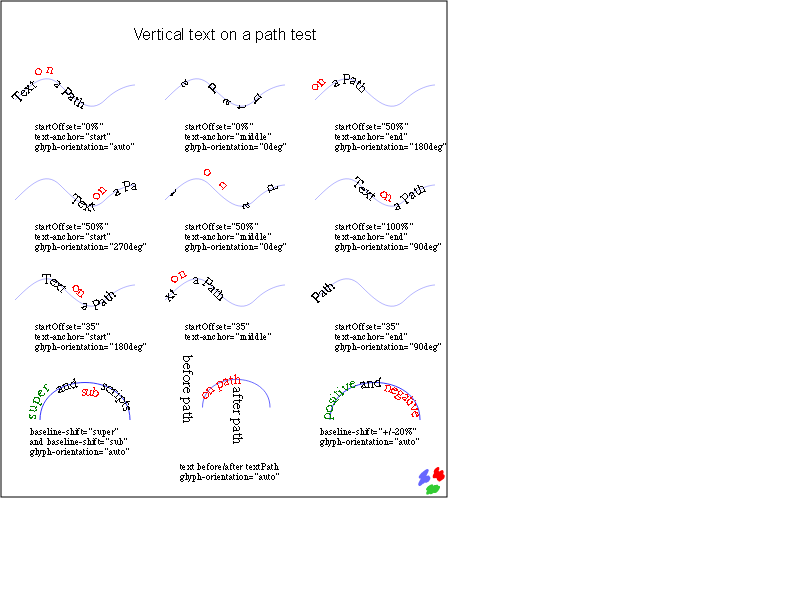 Vertical text on a path test
Text on a Path
a P a t h
on a Path
startOffset="0%"
text-anchor="start"
glyph-orientation="auto"
startOffset="0%"
text-anchor="middle"
glyph-orientation="0deg"
startOffset="50%"
text-anchor="end"
glyph-orientation="180deg"
Text on a Pa
t o n a P
Text on a Path
startOffset="50%"
text-anchor="start"
glyph-orientation="270deg"
startOffset="50%"
text-anchor="middle"
glyph-orientation="0deg"
startOffset="100%"
text-anchor="end"
glyph-orientation="90deg"
Text on a Path
xt on a Path
Path
startOffset="35"
text-anchor="start"
glyph-orientation="180deg"
startOffset="35"
text-anchor="middle"
startOffset="35"
text-anchor="end"
glyph-orientation="90deg"
super and sub scripts
before path on path after path
positive and negative
baseline-shift="super"
and baseline-shift="sub"
glyph-orientation="auto"
text before/after textPath
glyph-orientation="auto"
baseline-shift="+/-20%"
glyph-orientation="auto"